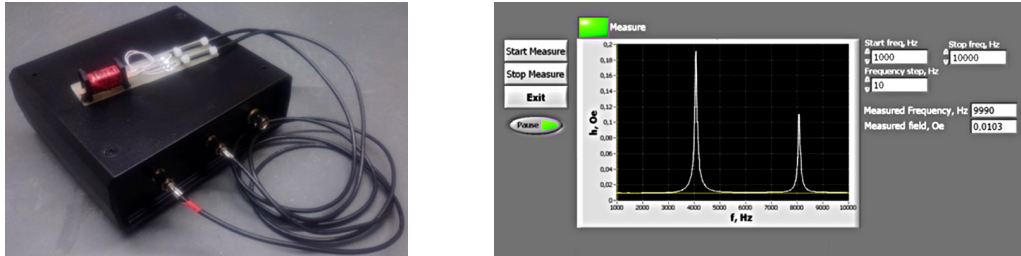 Measure
Start Measure
Stop Measure
Exit
Pause
h, Oe
0,2
0,18
0,16
0,14
0,12
0,1
0,08
0,06
0,04
0,02
0
1000 2000 3000 4000 5000 6000 7000 8000 9000 10000
f, Hz
Start freq, Hz Stop freq, Hz
1000 10000
Frequency step, Hz
10
Measured Frequency, Hz 9990
Measured field, Oe 0,0103